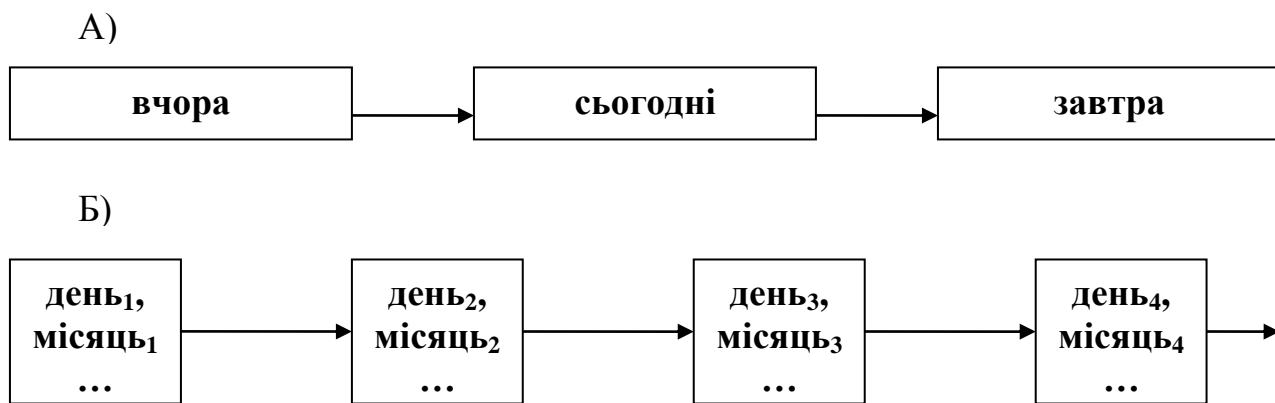 А)
вчора сьогодні завтра
Б)
день₁, день₂, день₃, день₄,
місяць₁ місяць₂ місяць₃ місяць₄
… … … …